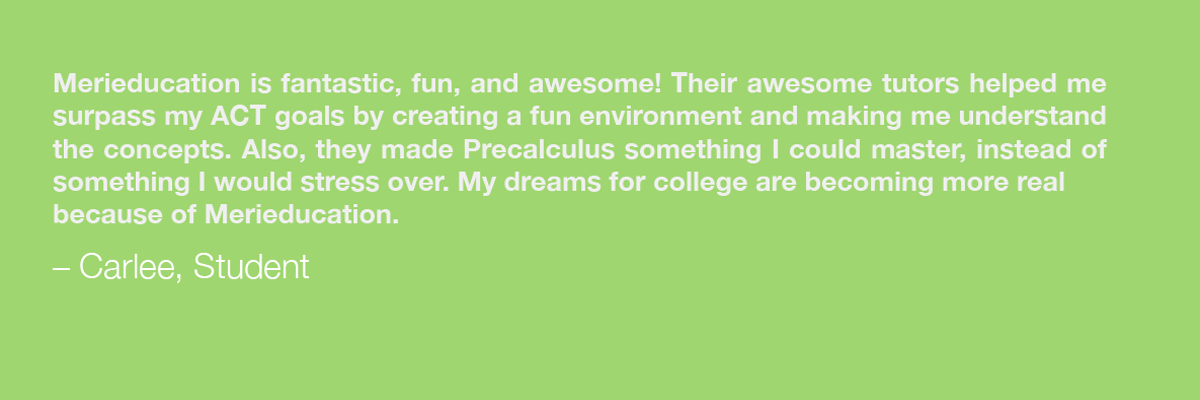 Merieducation is fantastic, fun, and awesome! Their awesome tutors helped me
surpass my ACT goals by creating a fun environment and making me understand
the concepts. Also, they made Precalculus something I could master, instead of
something I would stress over. My dreams for college are becoming more real
because of Merieducation.
– Carlee, Student